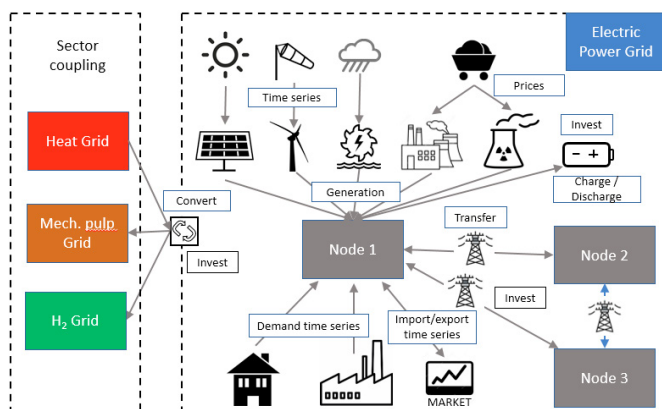 Sector
coupling
Electric
Power Grid
Time series
Prices
Heat Grid
Invest
Charge /
Discharge
Generation
Convert
Mech. pulp
Grid
Invest
Transfer
Node 1
Node 2
Invest
H₂ Grid
Demand time series
Import/export
time series
Node 3
MARKET